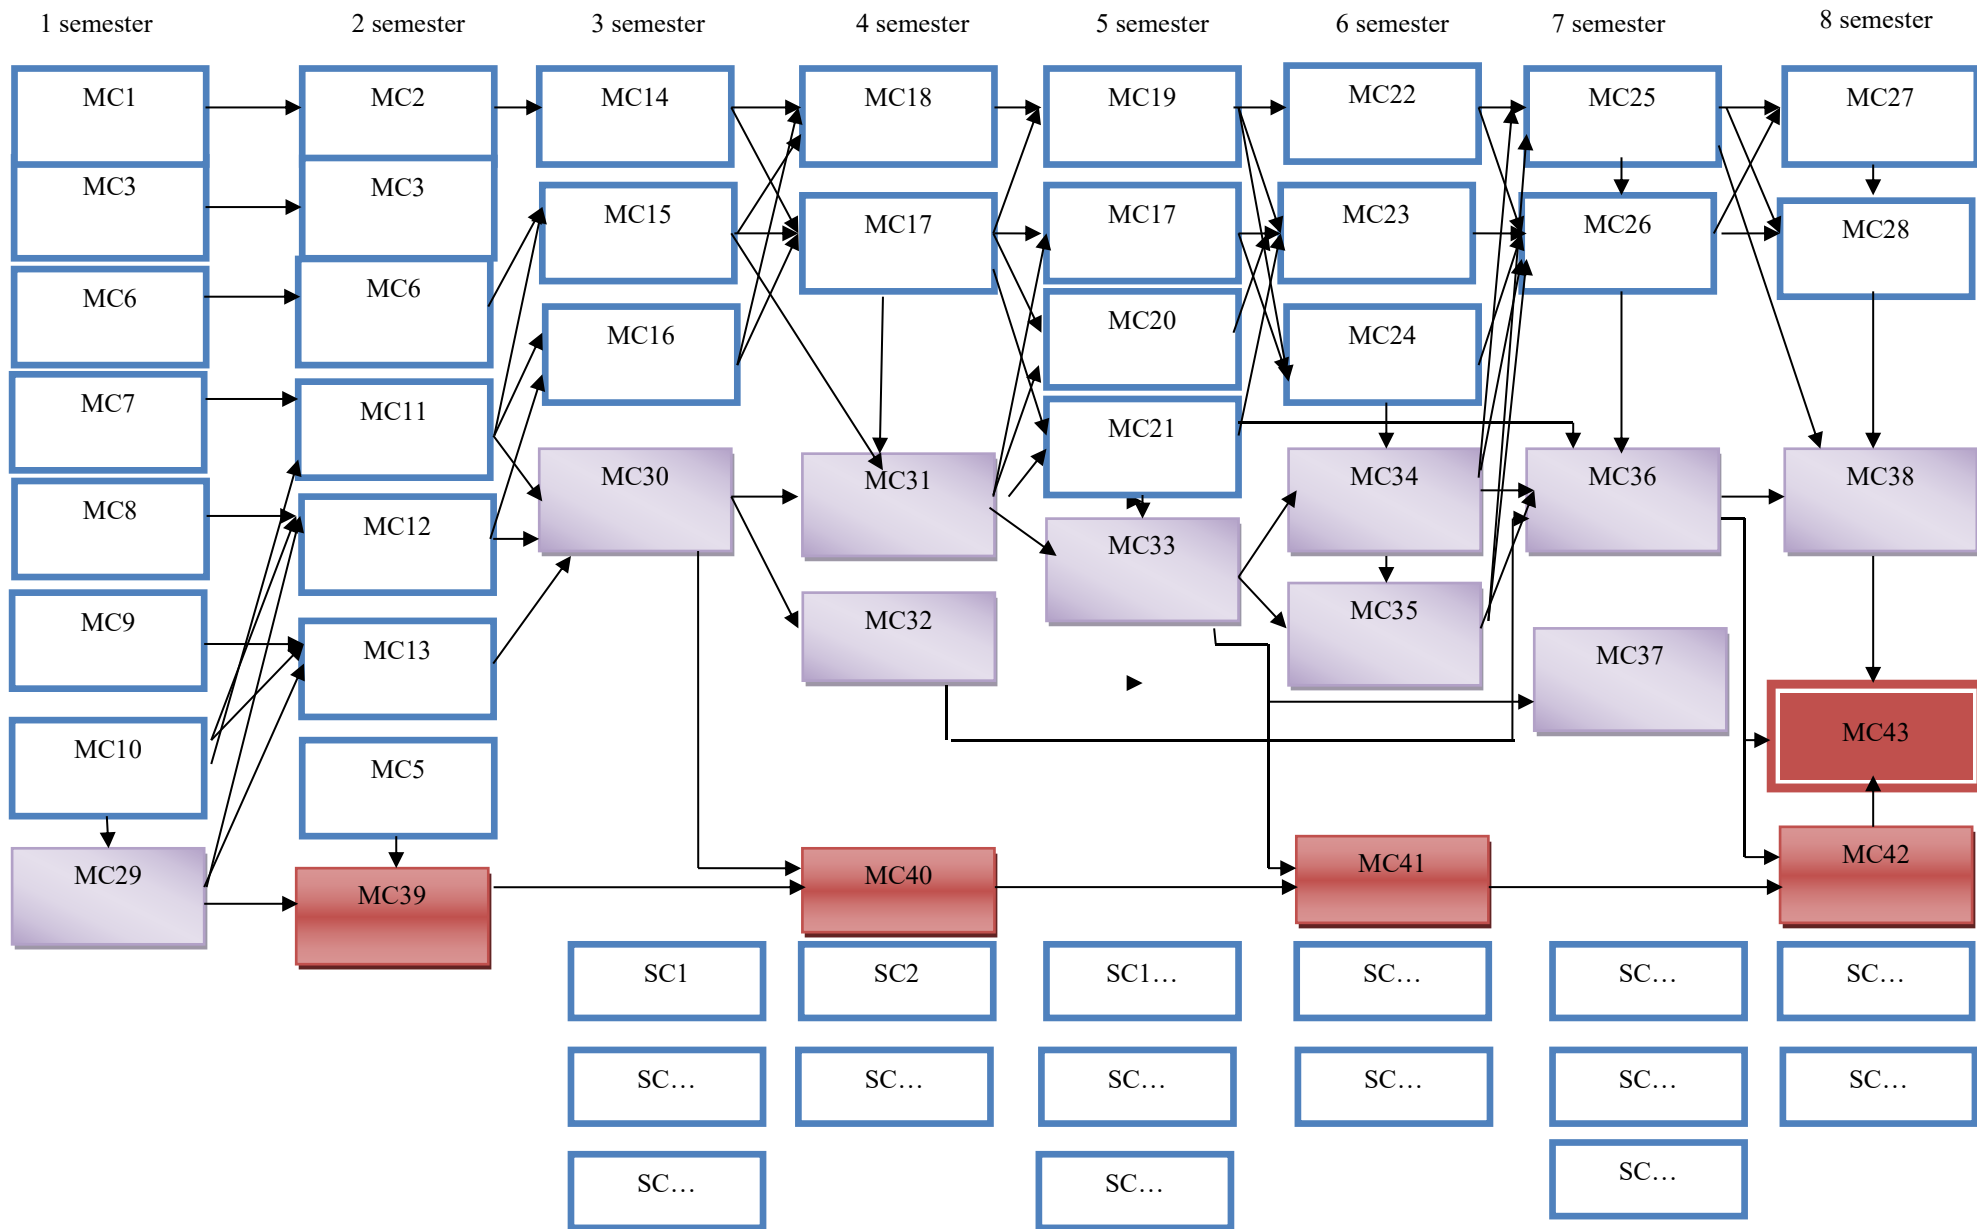 1 semester
2 semester
3 semester
4 semester
5 semester
6 semester
7 semester
8 semester
MC1
MC2
MC14
MC18
MC19
MC22
MC25
MC27
MC3
MC3
MC15
MC17
MC17
MC23
MC26
MC28
MC6
MC6
MC16
MC20
MC24
MC7
MC11
MC21
MC30
MC31
MC34
MC36
MC38
MC8
MC12
MC33
MC9
MC13
MC32
MC35
MC37
MC10
MC5
MC43
MC29
MC39
MC40
MC41
MC42
SC1
SC2
SC1…
SC…
SC…
SC…
SC…
SC…
SC…
SC…
SC…
SC…
SC…
SC…
SC…